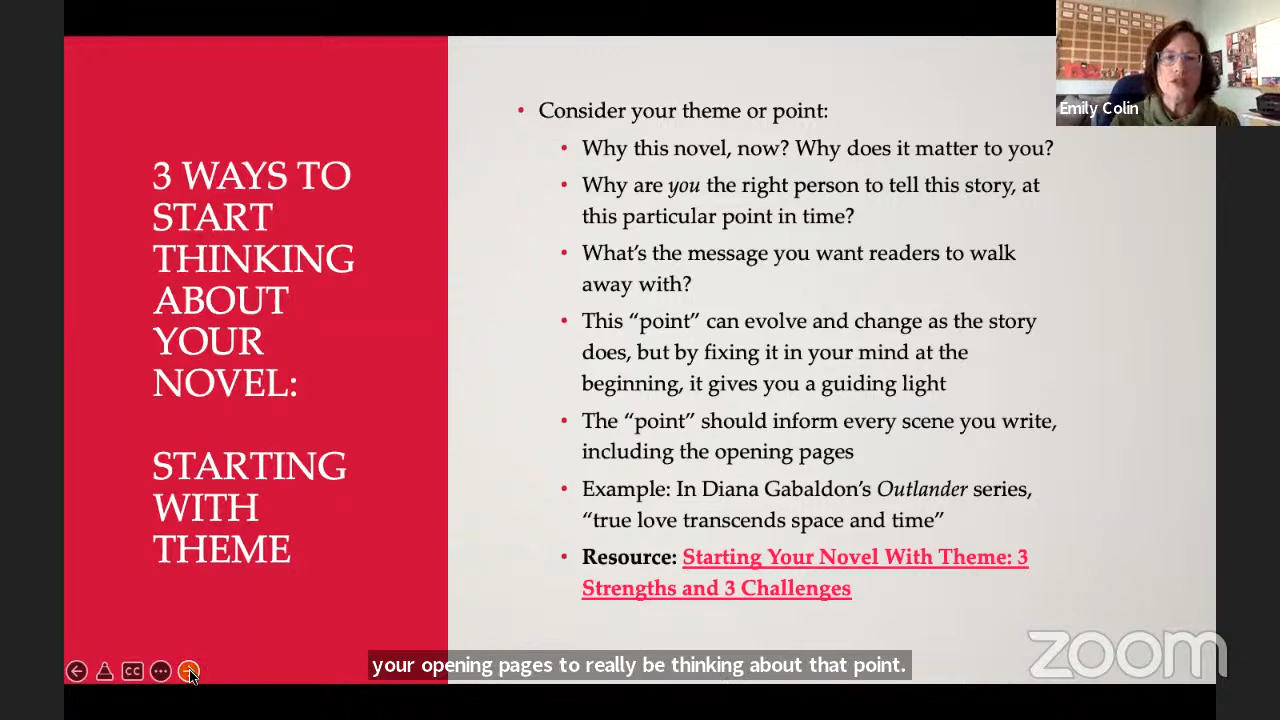 3 WAYS TO
START
THINKING
ABOUT
YOUR
NOVEL:
STARTING
WITH
THEME
• Consider your theme or point:
• Why this novel, now? Why does it matter to you?
• Why are you the right person to tell this story, at
this particular point in time?
• What's the message you want readers to walk
away with?
• This “point” can evolve and change as the story
does, but by fixing it in your mind at the
beginning, it gives you a guiding light
• The “point” should inform every scene you write,
including the opening pages
• Example: In Diana Gabaldon's Outlander series,
“true love transcends space and time”
• Resource: Starting Your Novel With Theme: 3
Strengths and 3 Challenges
Emily Colin
CC
your opening pages to really be thinking about that point.
zoom